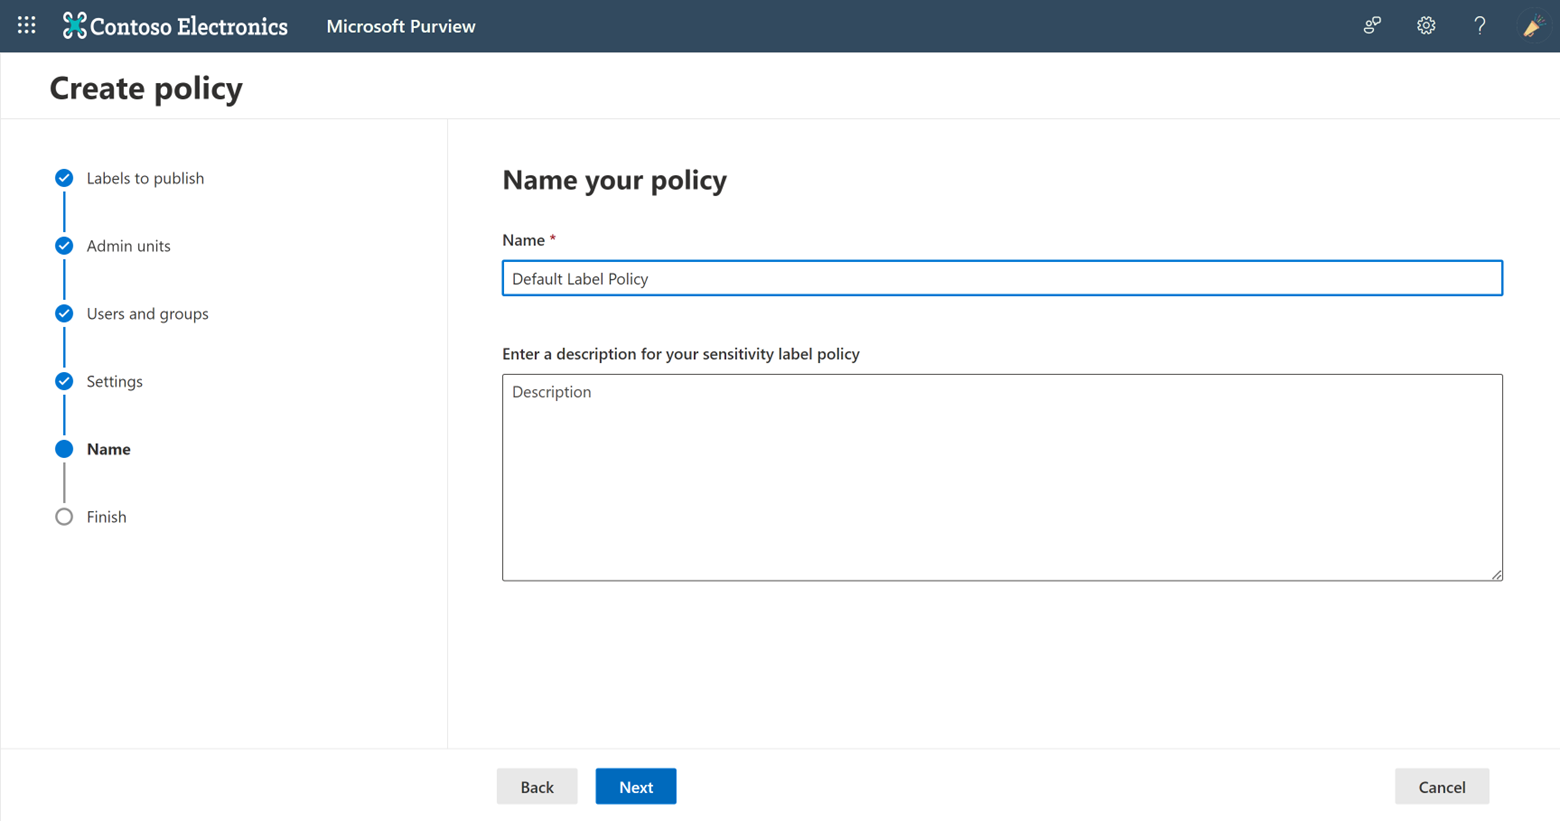 Contoso Electronics
Microsoft Purview
?
Create policy
Labels to publish
Admin units
Users and groups
Settings
Name
Finish
Name your policy
Name *
Default Label Policy
Enter a description for your sensitivity label policy
Description
Back
Next
Cancel